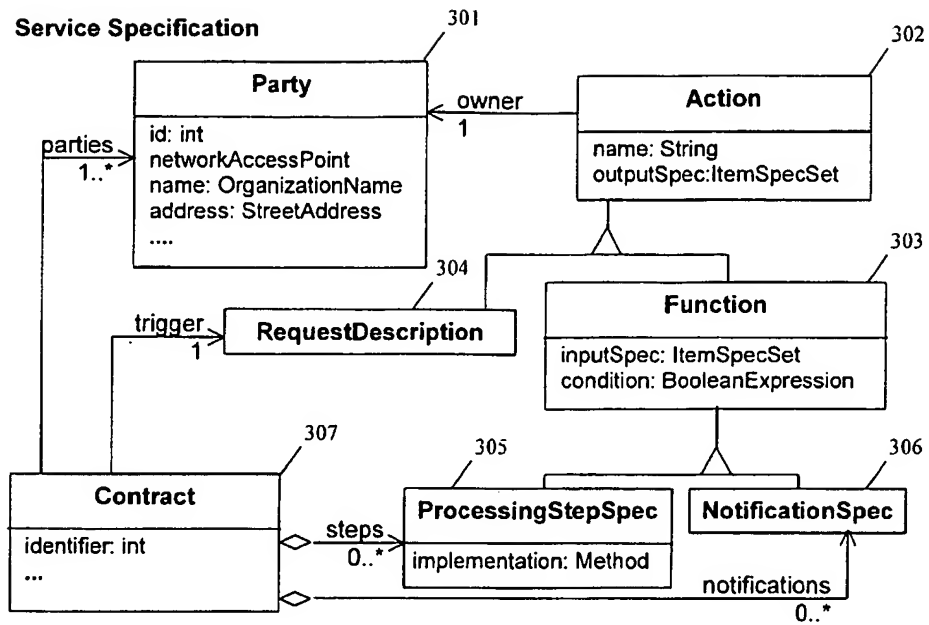 Service Specification
301
302
Party
id: int
networkAccessPoint
name: OrganizationName
address: StreetAddress
....
owner
1
Action
name: String
outputSpec:ItemSpecSet
parties
1..*
303
304
Function
inputSpec: ItemSpecSet
condition: BooleanExpression
trigger
1
RequestDescription
307
305
306
Contract
identifier: int
...
steps
0..*
ProcessingStepSpec
implementation: Method
NotificationSpec
notifications
0..*